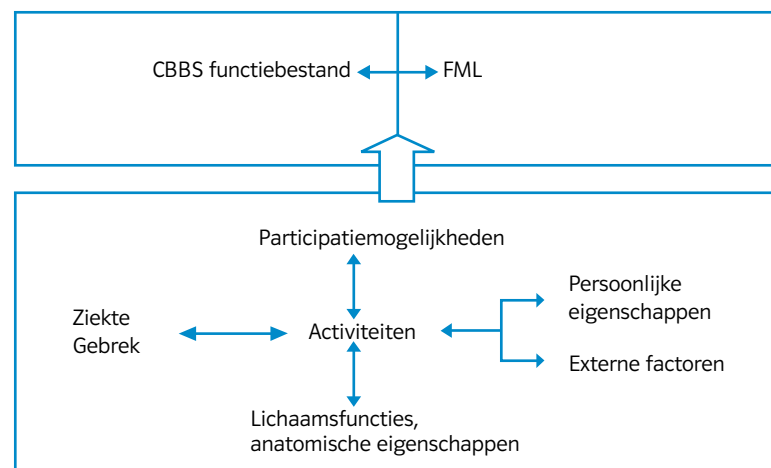 CBBS functiebestand
FML
Participatiemogelijkheden
Ziekte
Gebrek
Activiteiten
Persoonlijke
eigenschappen
Externe factoren
Lichaamsfuncties,
anatomische eigenschappen